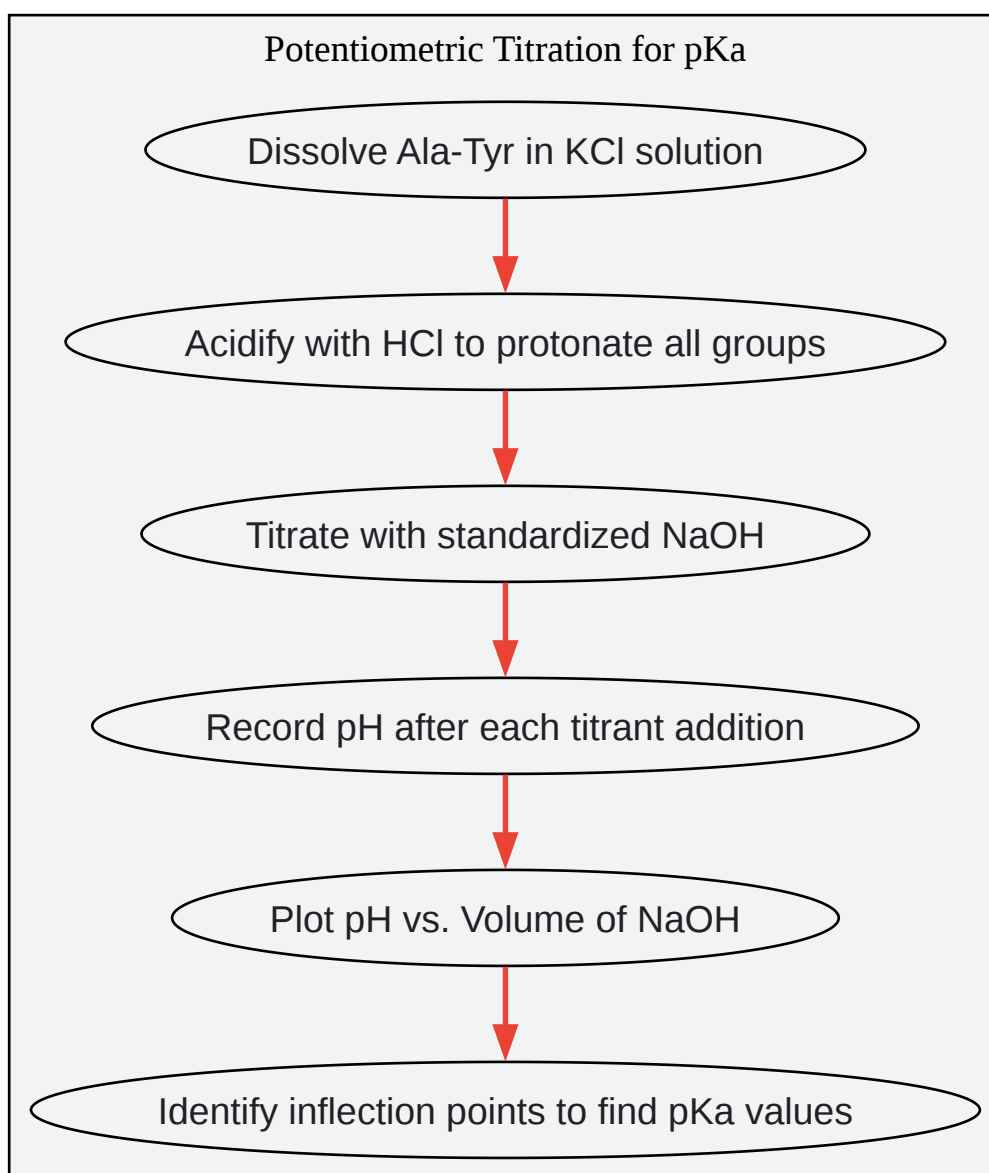 Potentiometric Titration for pKa
Dissolve Ala-Tyr in KCl solution
Acidify with HCl to protonate all groups
Titrate with standardized NaOH
Record pH after each titrant addition
Plot pH vs. Volume of NaOH
Identify inflection points to find pKa values